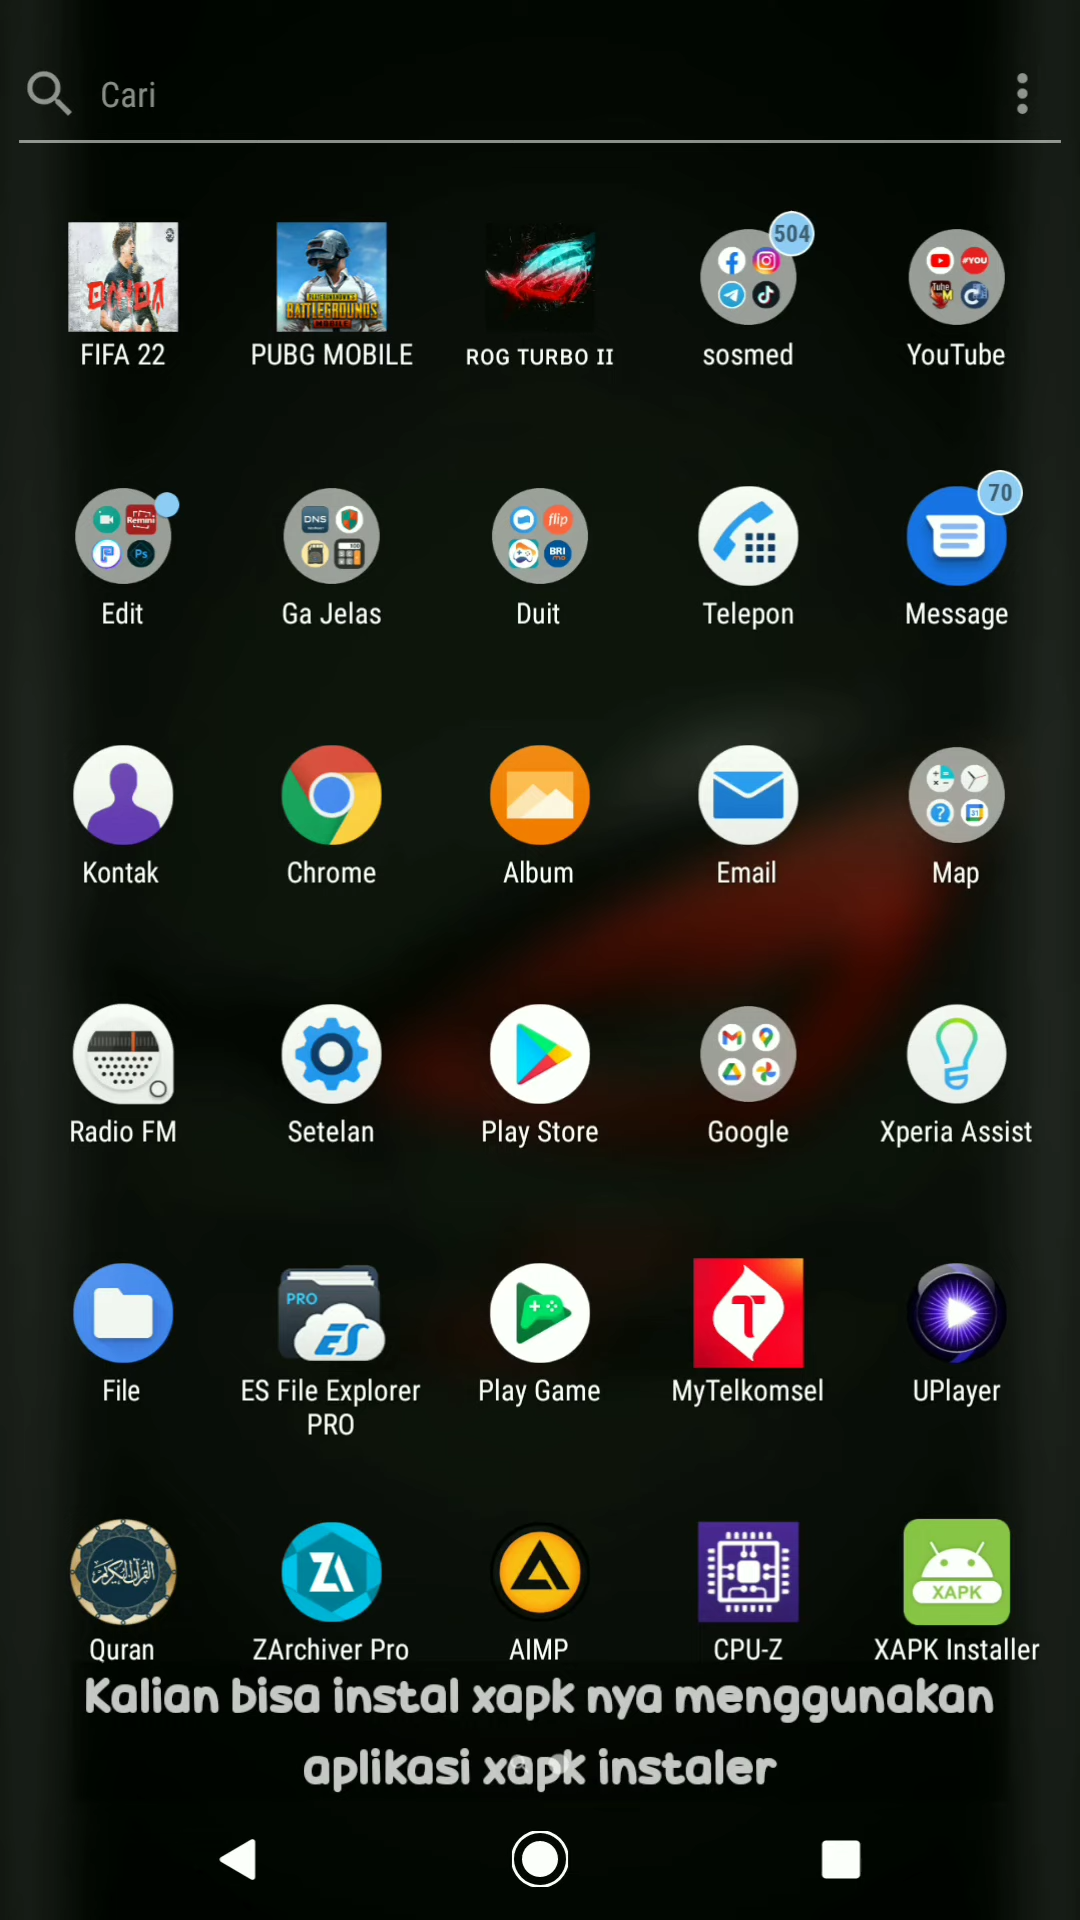 Cari
504
FIFA 22
PUBG MOBILE
ROG TURBO II
sosmed
YouTube
70
Edit
Ga Jelas
Duit
Telepon
Message
Kontak
Chrome
Album
Email
Map
Radio FM
Setelan
Play Store
Google
Xperia Assist
PRO
ES
File
ES File Explorer
PRO
Play Game
MyTelkomsel
UPlayer
XAPK
Quran
ZArchiver Pro
AIMP
CPU-Z
XAPK Installer
Kalian bisa instal xapk nya menggunakan
aplikasi xapk instaler